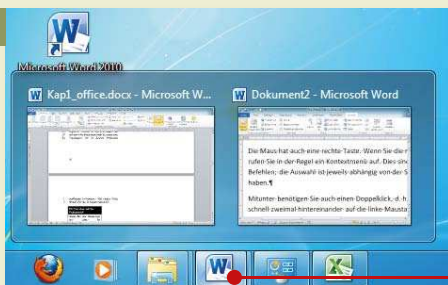 Microsoft Word 2010
Kap1_office.docx - Microsoft W...
Dokument2 - Microsoft Word
Die Maus hat auch eine rechte Taste. Wenn Sie die r
rufen Sie in der Regel ein Kontextmenü auf. Dies sind
Befehlen; die Auswahl ist jeweils abhängig von der S
haben.¶
Mitunter benötigen Sie auch einen Doppelklick, d. h.
schnell zweimal hintereinander auf die linke Mausta